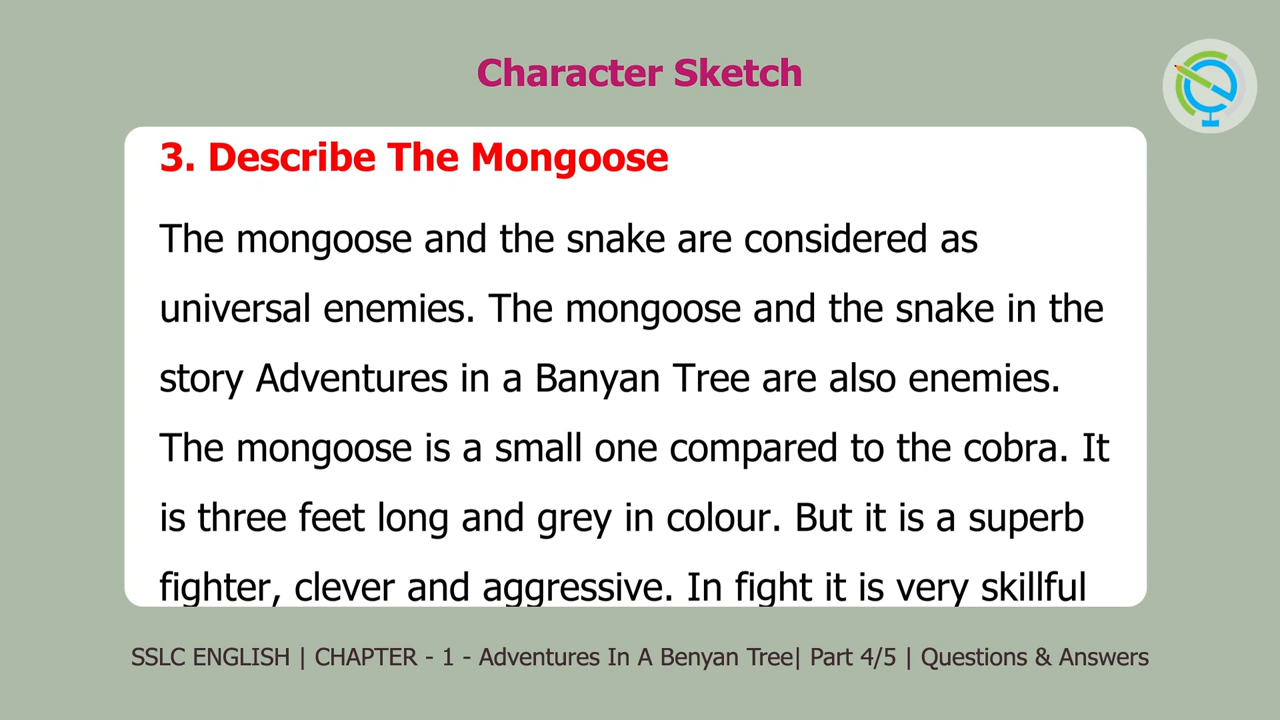 Character Sketch
3. Describe The Mongoose
The mongoose and the snake are considered as
universal enemies. The mongoose and the snake in the
story Adventures in a Banyan Tree are also enemies.
The mongoose is a small one compared to the cobra. It
is three feet long and grey in colour. But it is a superb
fighter, clever and aggressive. In fight it is very skillful
SSLC ENGLISH | CHAPTER - 1 - Adventures In A Benyan Tree| Part 4/5 | Questions & Answers